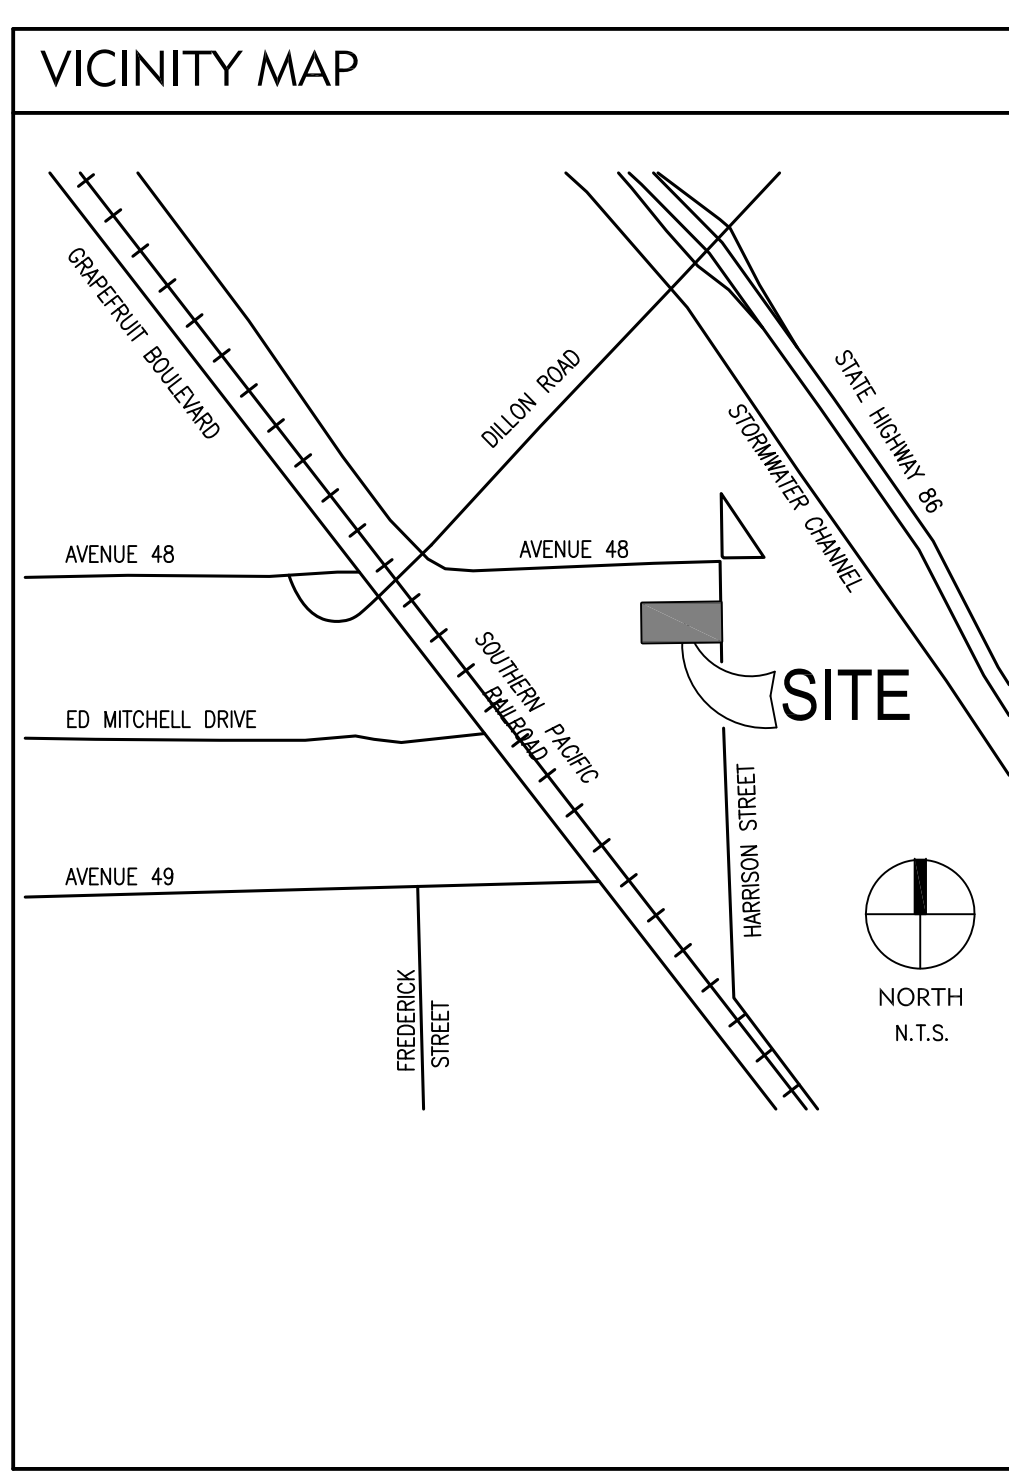 VICINITY MAP
GRAPEFRUIT BOULEVARD
DILLON ROAD
STATE HIGHWAY 86
STORMWATER CHANNEL
AVENUE 48
AVENUE 48
SOUTHERN PACIFIC
RAILROAD
SITE
ED MITCHELL DRIVE
HARRISON STREET
AVENUE 49
FREDERICK
STREET
NORTH
N.T.S.